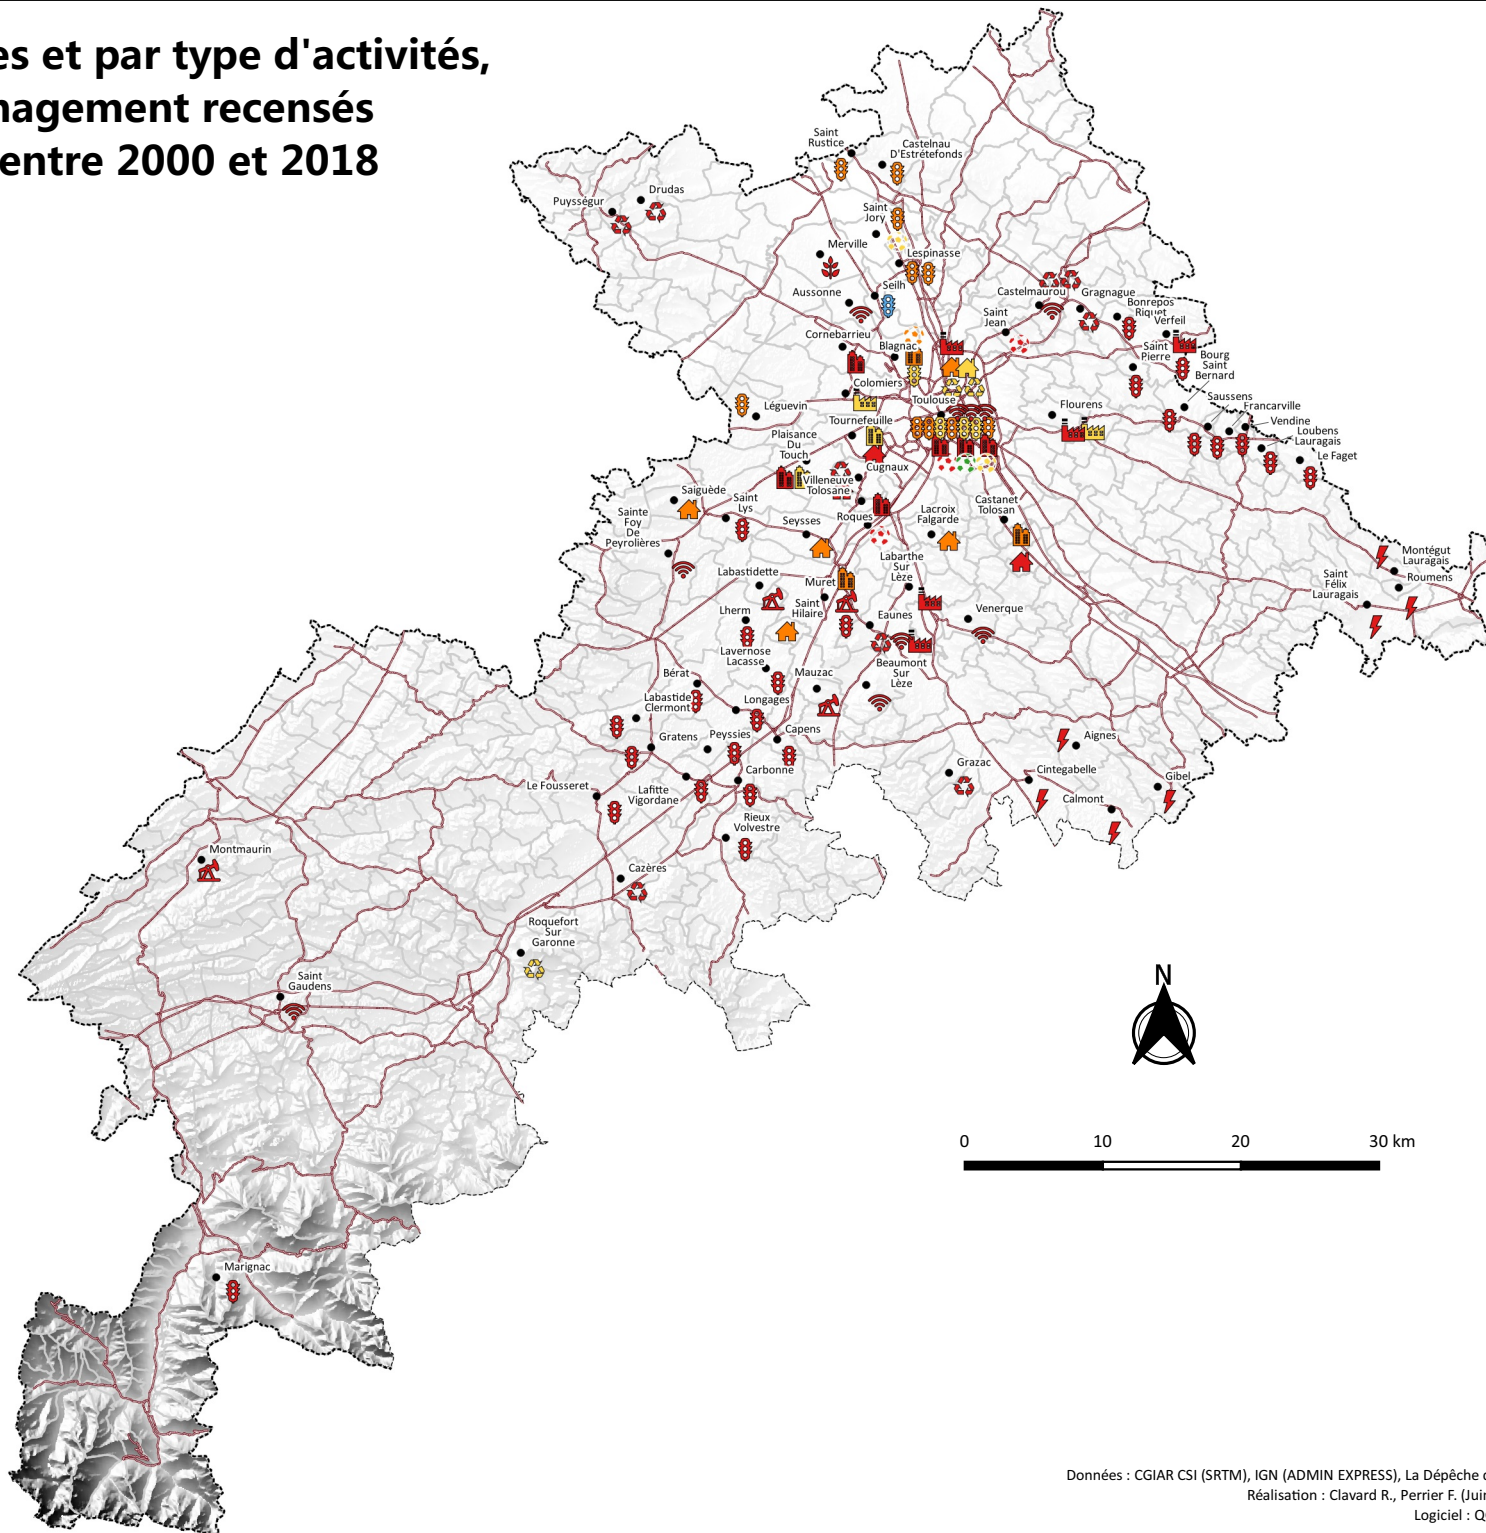 es et par type d'activités,
nagement recensés
entre 2000 et 2018
Saint
Rustice
Castelnau
D'Estrétefonds
Drudas
Puysségur
Saint
Jory
Merville
Lespinasse
Aussonne
Seilh
Castelmaurou
Gragnague
Bonrepos
Riquet
Verfeil
Saint
Jean
Cornebarrieu
Blagnac
Saint
Pierre
Bourg
Saint
Bernard
Colomiers
Saussens
Francarville
Vendine
Loubens
Lauragais
Le Faget
Léguevin
Toulouse
Flourens
Tournefeuille
Plaisance
Du
Touch
Cugnaux
Villeneuve
Tolosane
Saiguède
Saint
Lys
Sainte
Foy
De
Peyrolières
Seysses
Roques
Lacroix
Falgarde
Castanet
Tolosan
Labarthe
Sur
Lèze
Montégut
Lauragais
Roumens
Saint
Félix
Lauragais
Labastidette
Muret
Saint
Hilaire
Lherm
Eaunes
Venerque
Lavernose
Lacasse
Beaumont
Sur
Lèze
Mauzac
Bérat
Labastide
Clermont
Longages
Capens
Gratens
Peyssies
Aignes
Grazac
Cintegabelle
Gibel
Calmont
Carbonne
Le Fousseret
Lafitte
Vigordane
Rieux
Volvestre
Montmaurin
Cazères
Roquefort
Sur
Garonne
Saint
Gaudens
N
0 10 20 30 km
Marignac
Données : CGIAR CSI (SRTM), IGN (ADMIN EXPRESS), La Dépêche
Réalisation : Clavard R., Perrier F. (Juin
Logiciel : Q